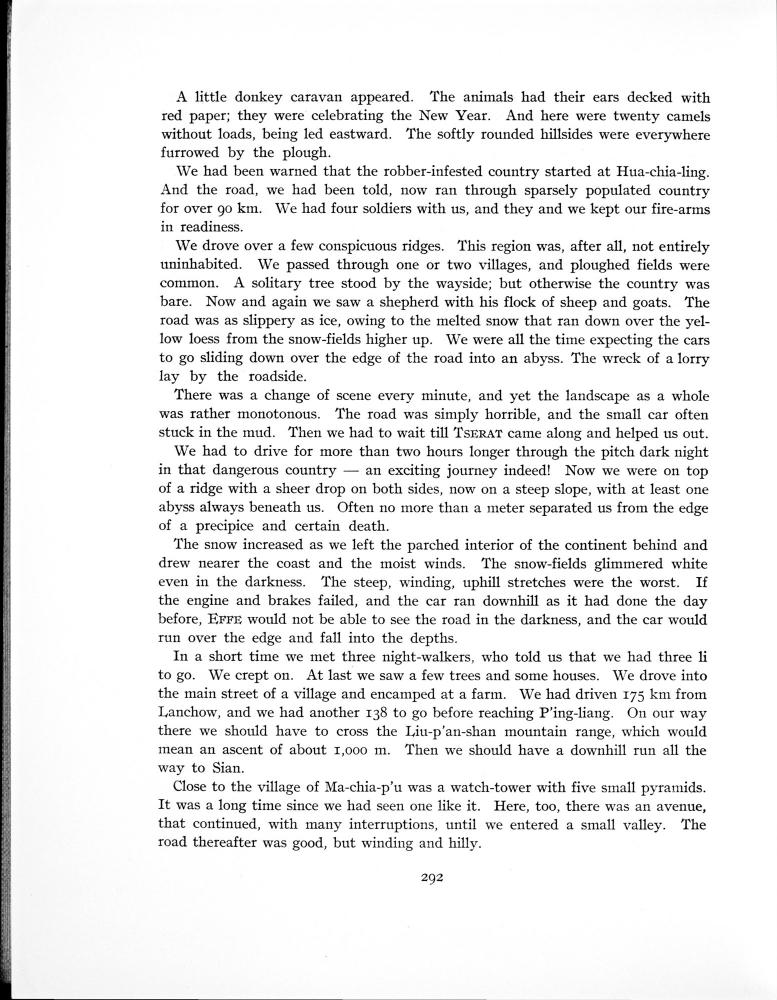 A little donkey caravan appeared. The animals had their ears decked with
red paper; they were celebrating the New Year. And here were twenty camels
without loads, being led eastward. The softly rounded hillsides were everywhere
furrowed by the plough.
We had been warned that the robber-infested country started at Hua-chia-ling.
And the road, we had been told, now ran through sparsely populated country
for over 90 km. We had four soldiers with us, and they and we kept our fire-arms
in readiness.
We drove over a few conspicuous ridges. This region was, after all, not entirely
uninhabited. We passed through one or two villages, and ploughed fields were
common. A solitary tree stood by the wayside; but otherwise the country was
bare. Now and again we saw a shepherd with his flock of sheep and goats. The
road was as slippery as ice, owing to the melted snow that ran down over the yel-
low loess from the snow-fields higher up. We were all the time expecting the cars
to go sliding down over the edge of the road into an abyss. The wreck of a lorry
lay by the roadside.
There was a change of scene every minute, and yet the landscape as a whole
was rather monotonous. The road was simply horrible, and the small car often
stuck in the mud. Then we had to wait till TSERAT came along and helped us out.
We had to drive for more than two hours longer through the pitch dark night
in that dangerous country — an exciting journey indeed! Now we were on top
of a ridge with a sheer drop on both sides, now on a steep slope, with at least one
abyss always beneath us. Often no more than a meter separated us from the edge
of a precipice and certain death.
The snow increased as we left the parched interior of the continent behind and
drew nearer the coast and the moist winds. The snow-fields glimmered white
even in the darkness. The steep, winding, uphill stretches were the worst. If
the engine and brakes failed, and the car ran downhill as it had done the day
before, EFFE would not be able to see the road in the darkness, and the car would
run over the edge and fall into the depths.
In a short time we met three night-walkers, who told us that we had three li
to go. We crept on. At last we saw a few trees and some houses. We drove into
the main street of a village and encamped at a farm. We had driven 175 km from
Lanchow, and we had another 138 to go before reaching P'ing-liang. On our way
there we should have to cross the Liu-p'an-shan mountain range, which would
mean an ascent of about 1,000 m. Then we should have a downhill run all the
way to Sian.
Close to the village of Ma-chia-p'u was a watch-tower with five small pyramids.
It was a long time since we had seen one like it. Here, too, there was an avenue,
that continued, with many interruptions, until we entered a small valley. The
road thereafter was good, but winding and hilly.
292